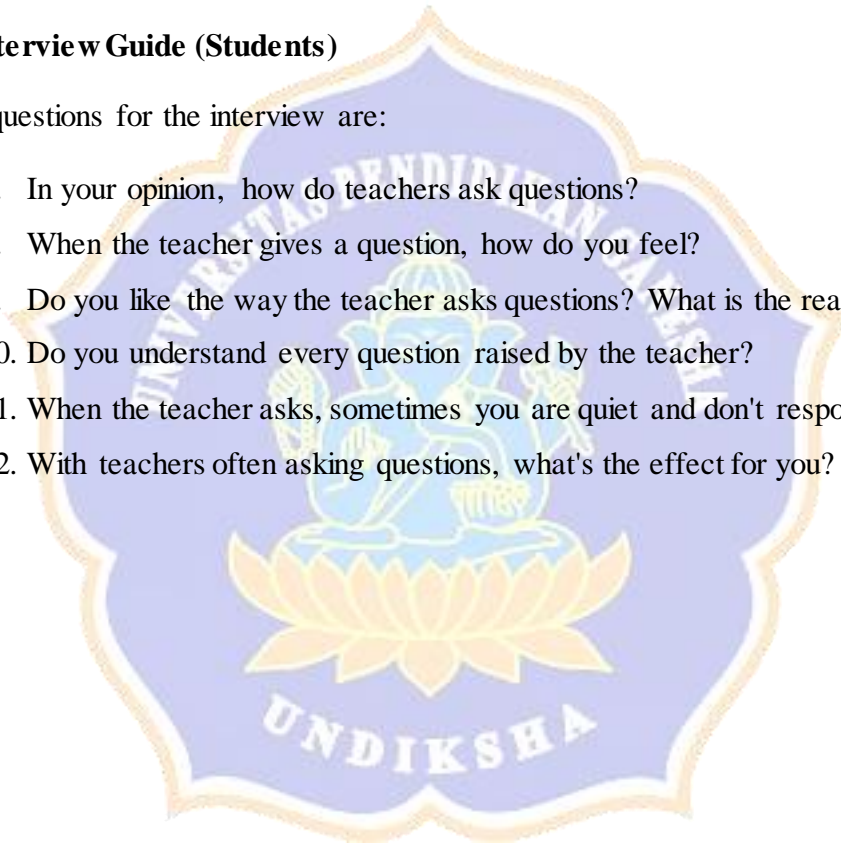 terview Guide (Students)
questions for the interview are:
. In your opinion, how do teachers ask questions?
. When the teacher gives a question, how do you feel?
. Do you like the way the teacher asks questions? What is the rea
0. Do you understand every question raised by the teacher?
1. When the teacher asks, sometimes you are quiet and don't respo
2. With teachers often asking questions, what's the effect for you?
UNIVERSITAS PENDIDIKAN GANESHA
UNDIKSHA